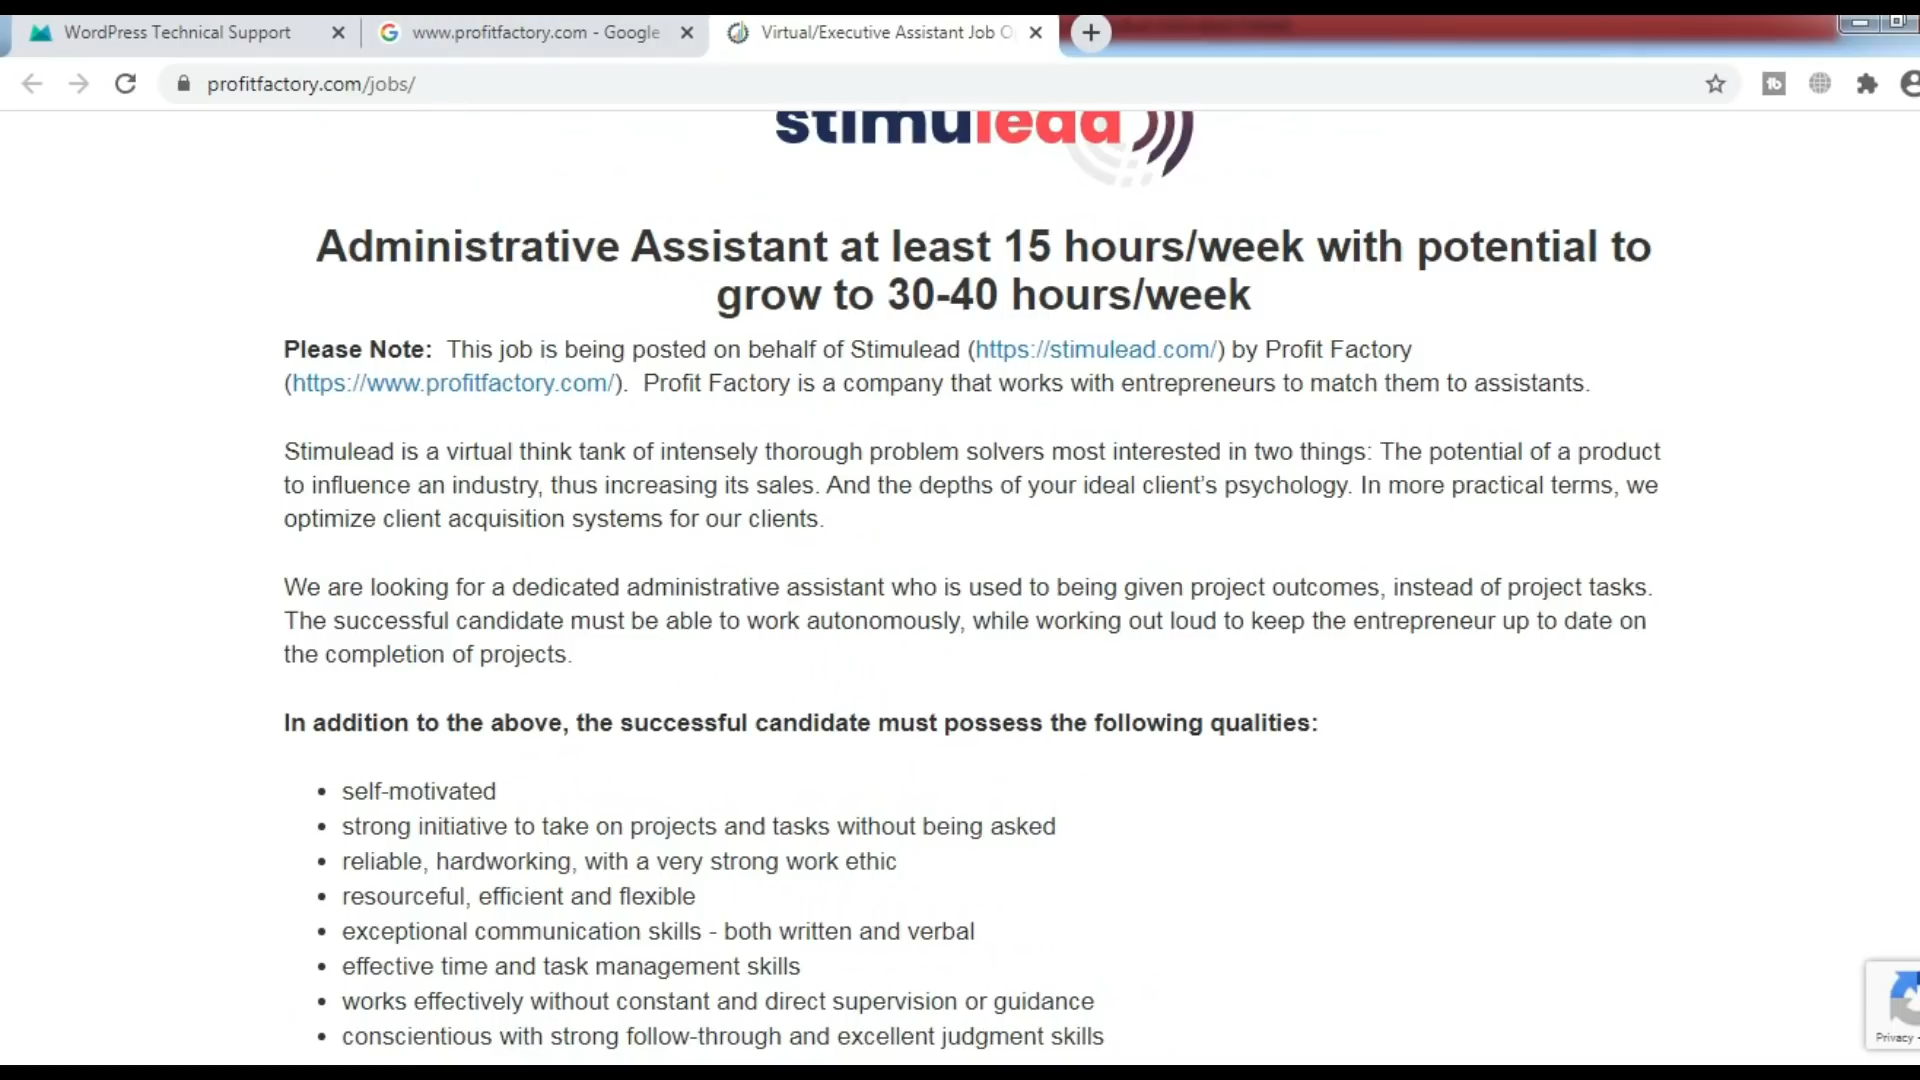 WordPress Technical Support
www.profitfactory.com - Google
Virtual/Executive Assistant Job O
profitfactory.com/jobs/
stimulead
Administrative Assistant at least 15 hours/week with potential to
grow to 30-40 hours/week
Please Note: This job is being posted on behalf of Stimulead (https://stimulead.com/) by Profit Factory
(https://www.profitfactory.com/). Profit Factory is a company that works with entrepreneurs to match them to assistants.
Stimulead is a virtual think tank of intensely thorough problem solvers most interested in two things: The potential of a product
to influence an industry, thus increasing its sales. And the depths of your ideal client’s psychology. In more practical terms, we
optimize client acquisition systems for our clients.
We are looking for a dedicated administrative assistant who is used to being given project outcomes, instead of project tasks.
The successful candidate must be able to work autonomously, while working out loud to keep the entrepreneur up to date on
the completion of projects.
In addition to the above, the successful candidate must possess the following qualities:
• self-motivated
• strong initiative to take on projects and tasks without being asked
• reliable, hardworking, with a very strong work ethic
• resourceful, efficient and flexible
• exceptional communication skills - both written and verbal
• effective time and task management skills
• works effectively without constant and direct supervision or guidance
• conscientious with strong follow-through and excellent judgment skills
Privacy -